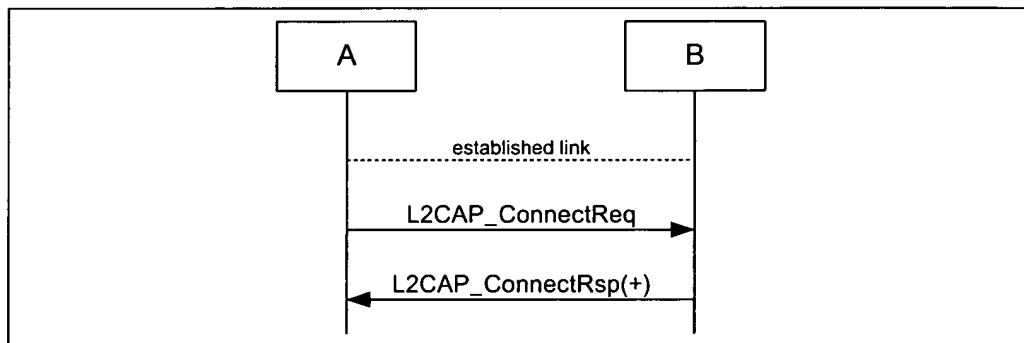 A
B
established link
L2CAP_ConnectReq
L2CAP_ConnectRsp(+)